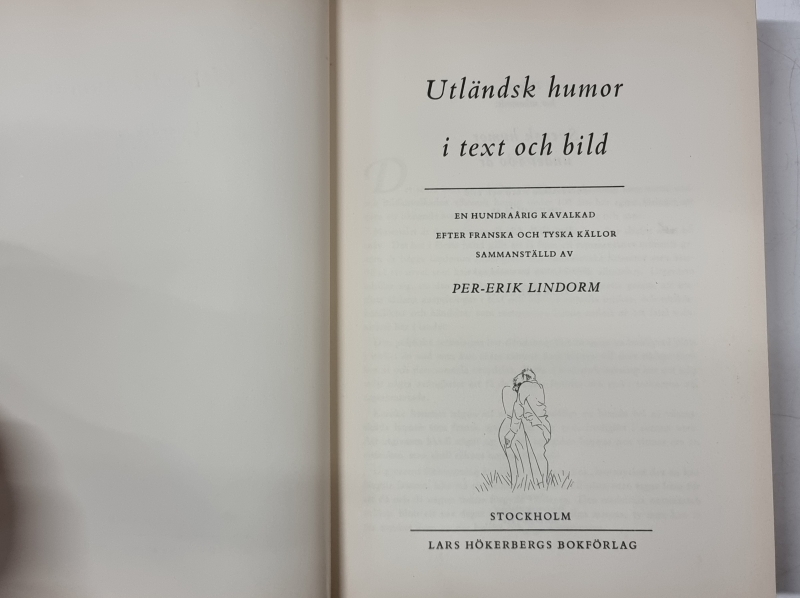 Utländsk humor
i text och bild
EN HUNDRAÅRIG KAVALKAD
EFTER FRANSKA OCH TYSKA KÄLLOR
SAMMANSTÄLLD AV
PER-ERIK LINDORM
STOCKHOLM
LARS HÖKERBERGS BOKFÖRLAG